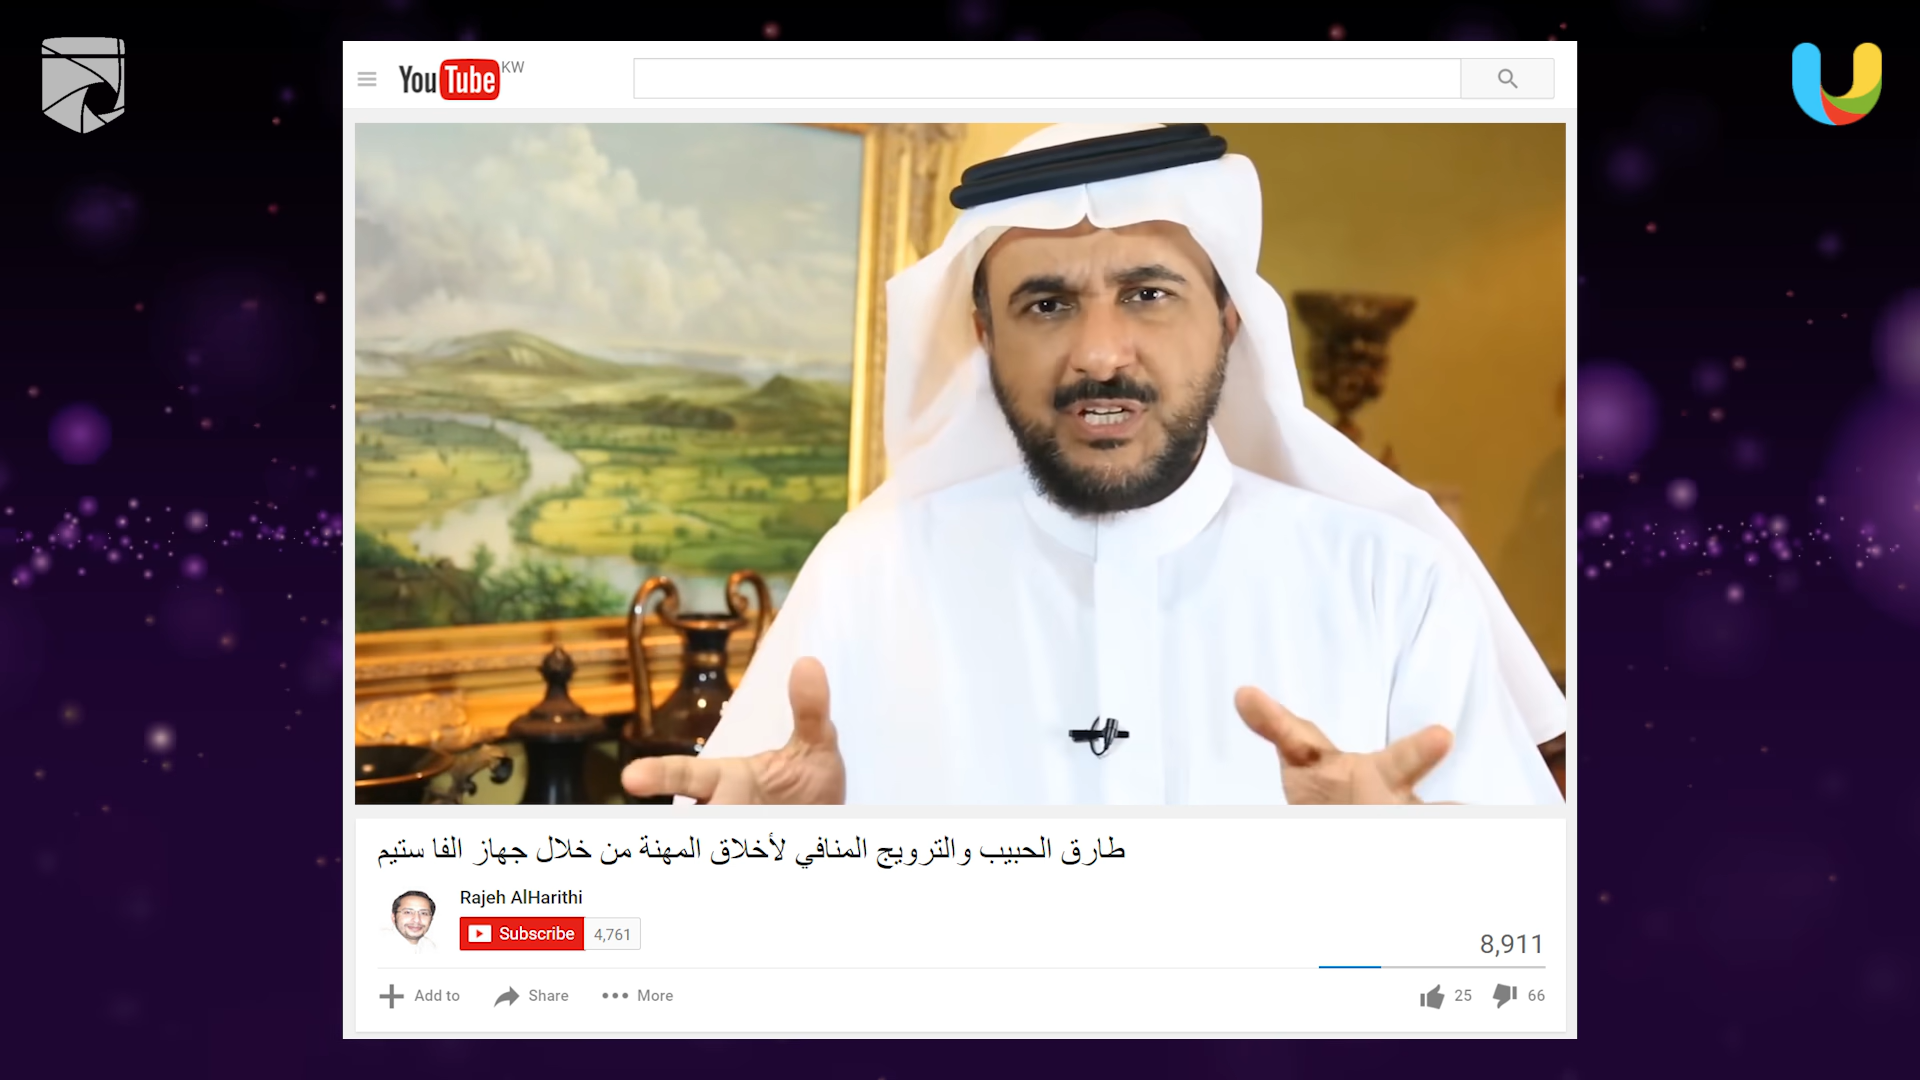 YouTube KW
طارق الحبيب والترويج المنافي لأخلاق المهنة من خلال جهاز الفا ستيم
Rajeh AlHarithi
Subscribe 4,761
8,911
Add to Share More 25 66